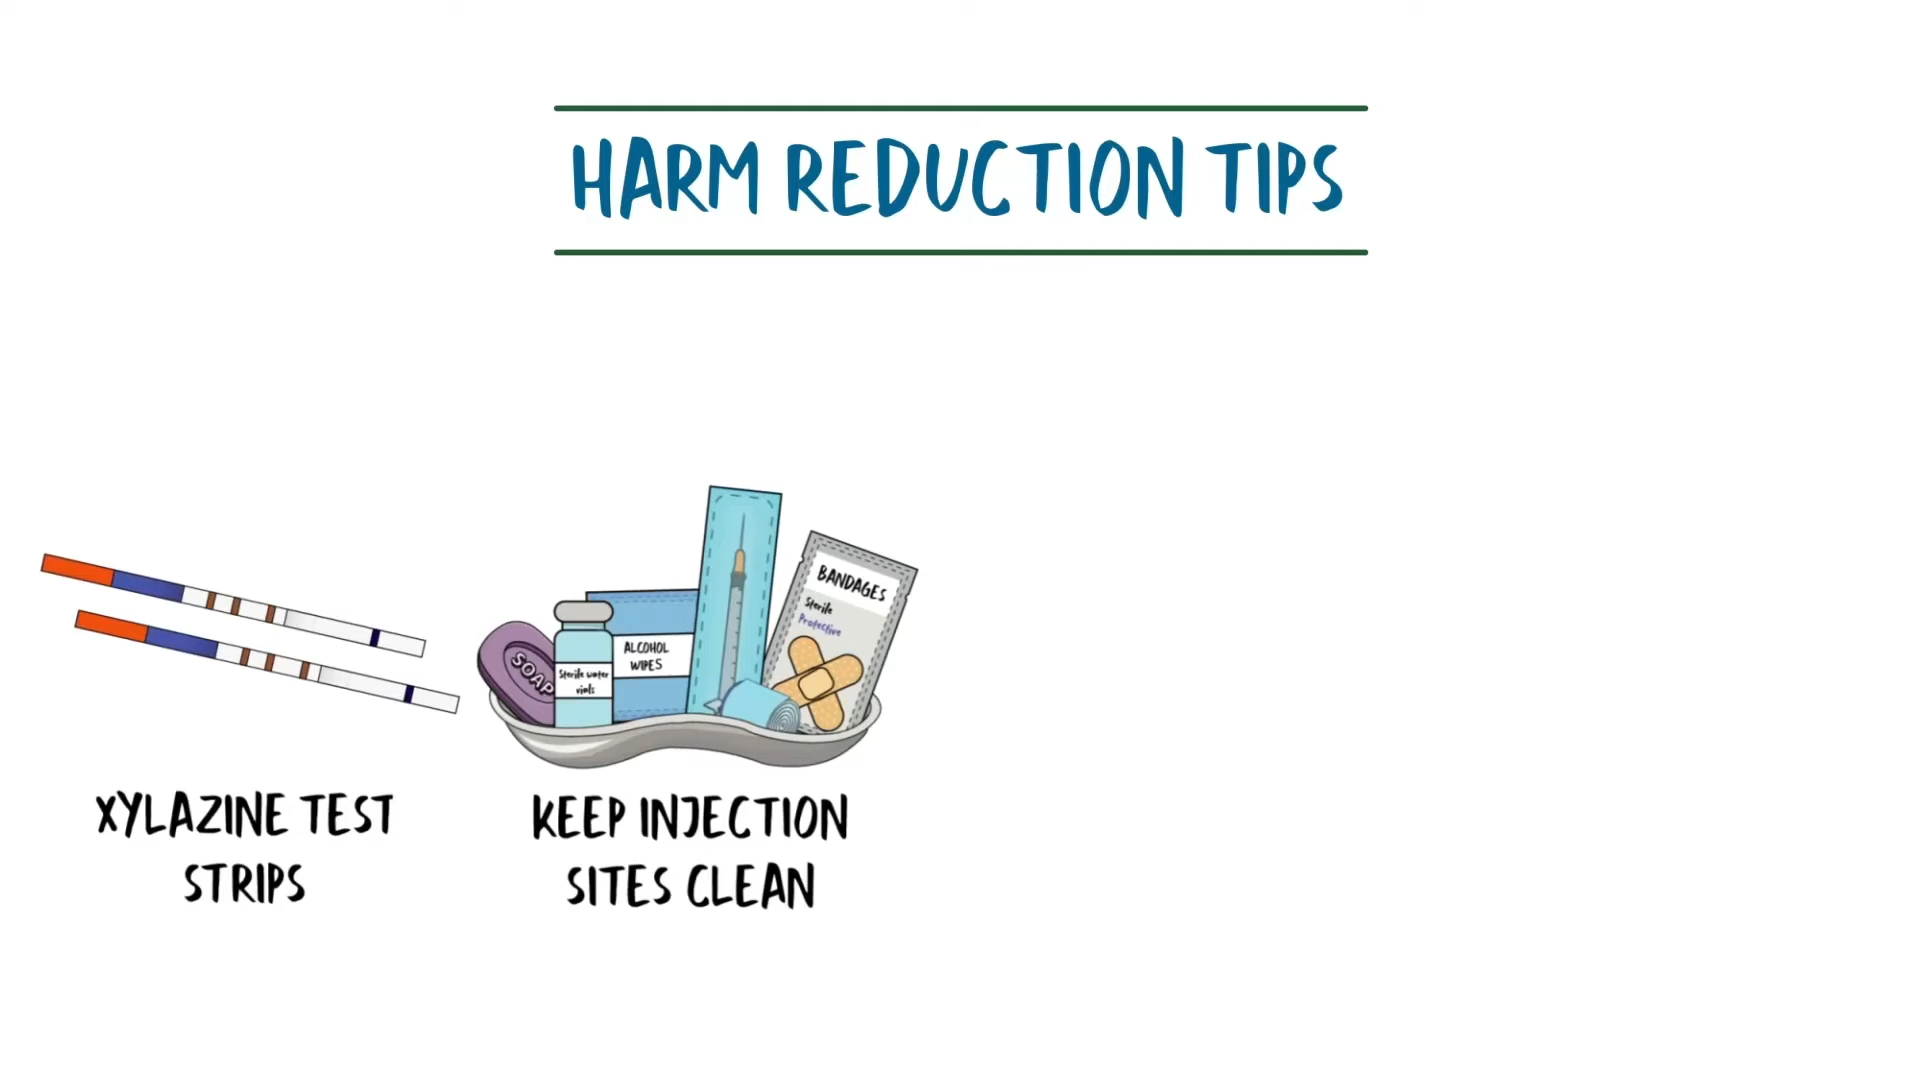 HARM REDUCTION TIPS
BANDAGES
Sterile
Protective
ALCOHOL
WIPES
SOAP
Sterile water
vials
XYLAZINE TEST
STRIPS
KEEP INJECTION
SITES CLEAN